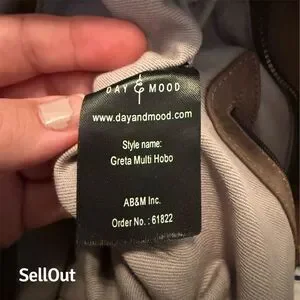 DAY & MOOD
www.dayandmood.com
Style name:
Greta Multi Hobo
AB&M Inc.
Order No.: 61822
SellOut